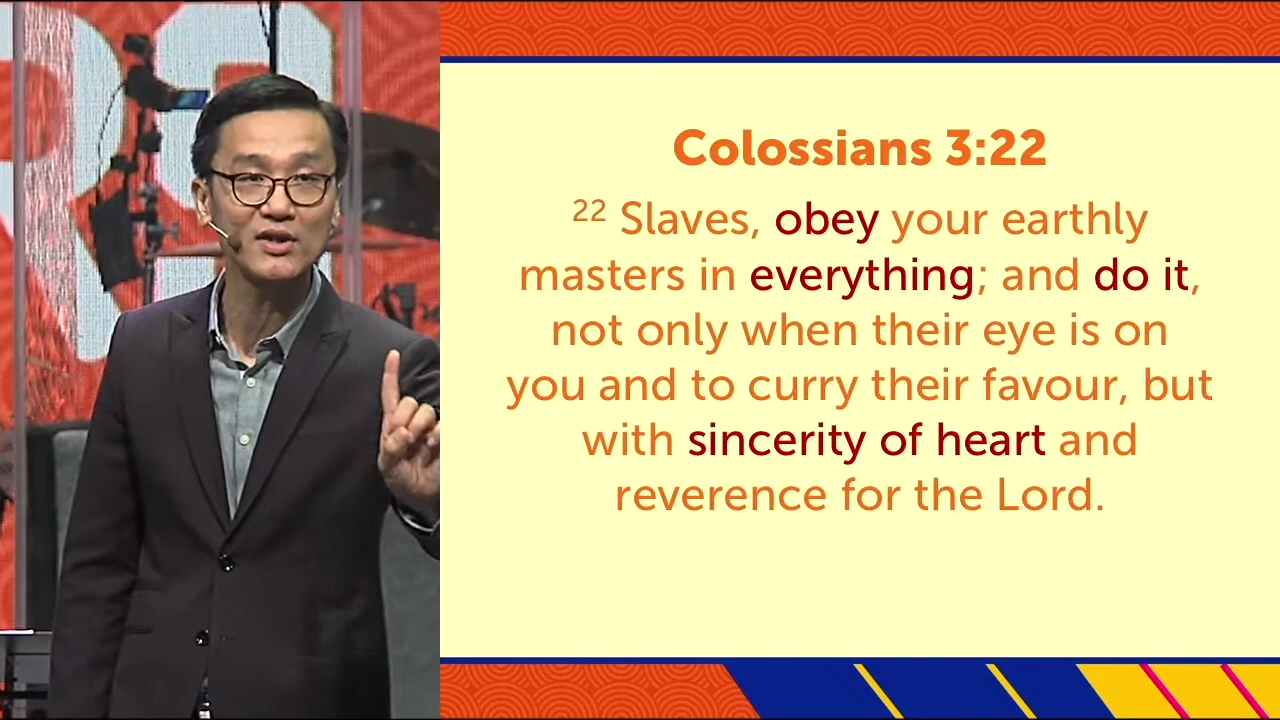 Colossians 3:22
22 Slaves, obey your earthly
masters in everything; and do it,
not only when their eye is on
you and to curry their favour, but
with sincerity of heart and
reverence for the Lord.